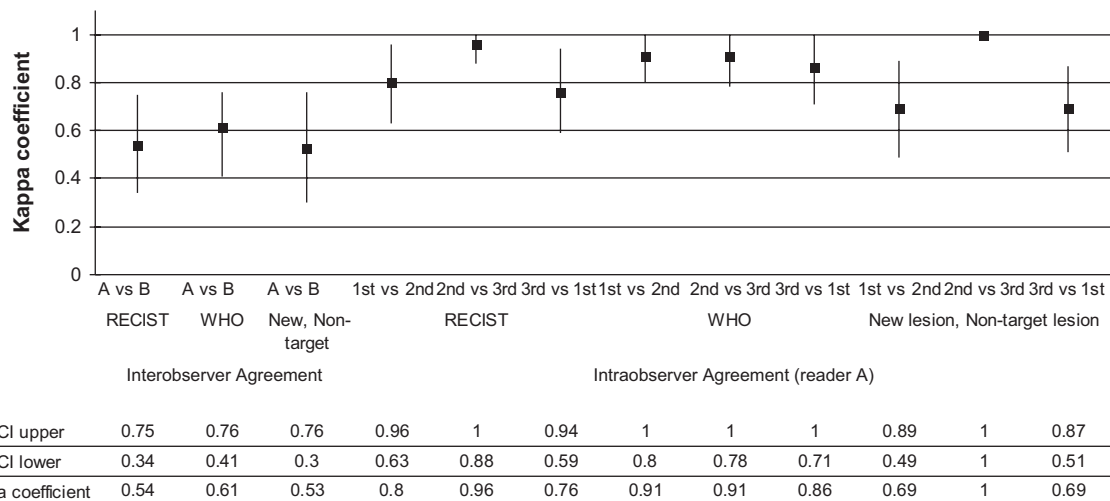 Kappa coefficient
1
0.8
0.6
0.4
0.2
0
A vs B A vs B A vs B 1st vs 2nd 2nd vs 3rd 3rd vs 1st 1st vs 2nd 2nd vs 3rd 3rd vs 1st 1st vs 2nd 2nd vs 3rd 3rd vs 1st
RECIST WHO New, Non- RECIST WHO New lesion, Non-target lesion
target
Interobserver Agreement Intraobserver Agreement (reader A)
CI upper 0.75 0.76 0.76 0.96 1 0.94 1 1 1 0.89 1 0.87
CI lower 0.34 0.41 0.3 0.63 0.88 0.59 0.8 0.78 0.71 0.49 1 0.51
a coefficient 0.54 0.61 0.53 0.8 0.96 0.76 0.91 0.91 0.86 0.69 1 0.69